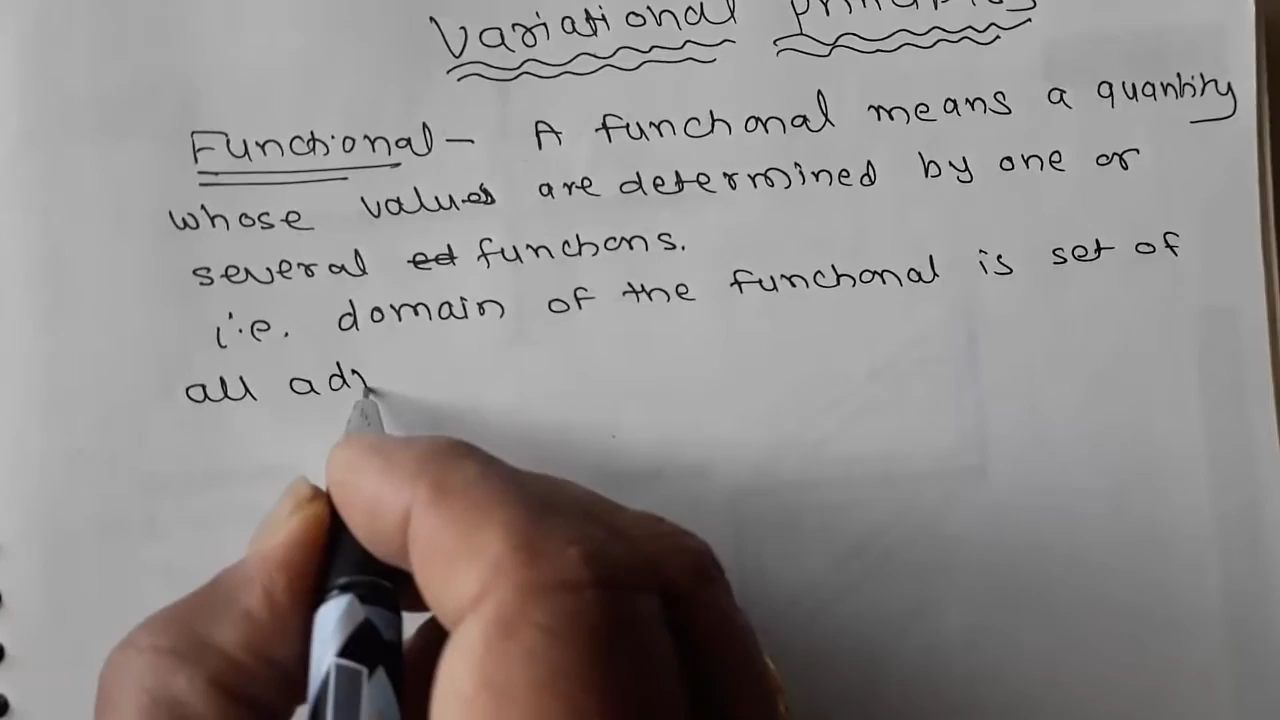 Variational principles
Functional - A functional means a quantity
whose values are determined by one or
several ed functions.
i.e. domain of the functional is set of
all adm